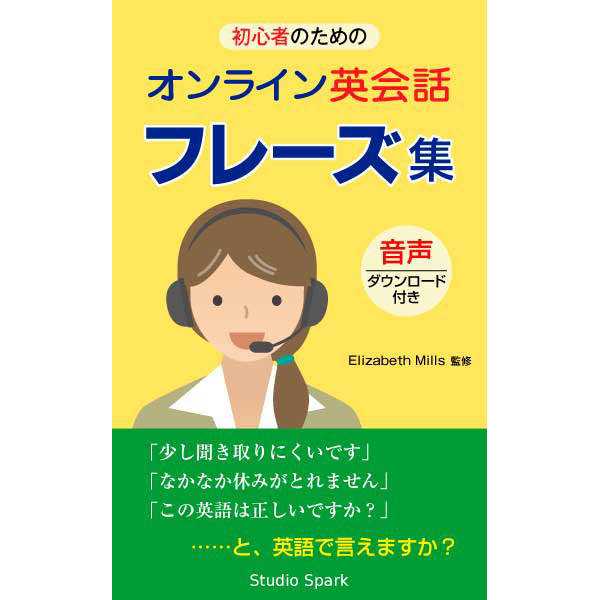 初心者のための
オンライン英会話
フレーズ集
音声
ダウンロード
付き
Elizabeth Mills 監修
「少し聞き取りにくいです」
「なかなか休みがとれません」
「この英語は正しいですか？」
……と、英語で言えますか？
Studio Spark